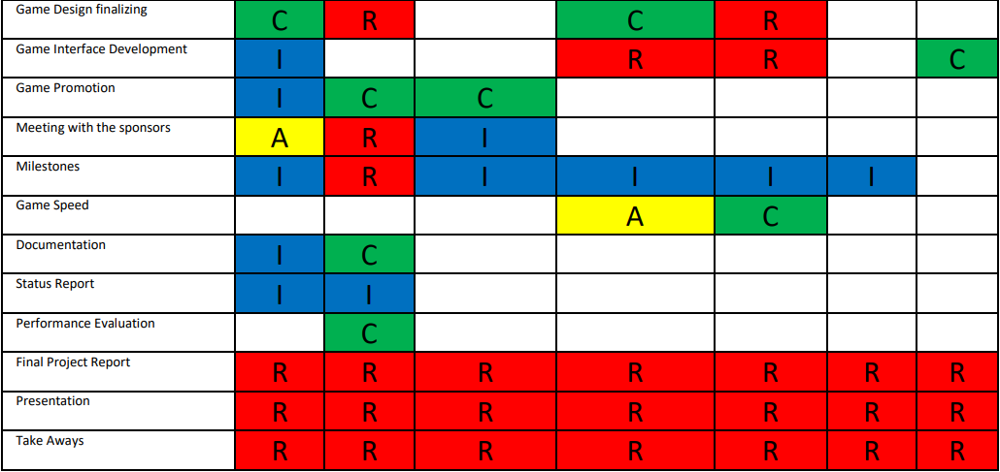 Game Design finalizing C R C R
Game Interface Development I R R C
Game Promotion I C C
Meeting with the sponsors A R I
Milestones I R I I I I
Game Speed A C
Documentation I C
Status Report I I
Performance Evaluation C
Final Project Report R R R R R R R
Presentation R R R R R R R
Take Aways R R R R R R R